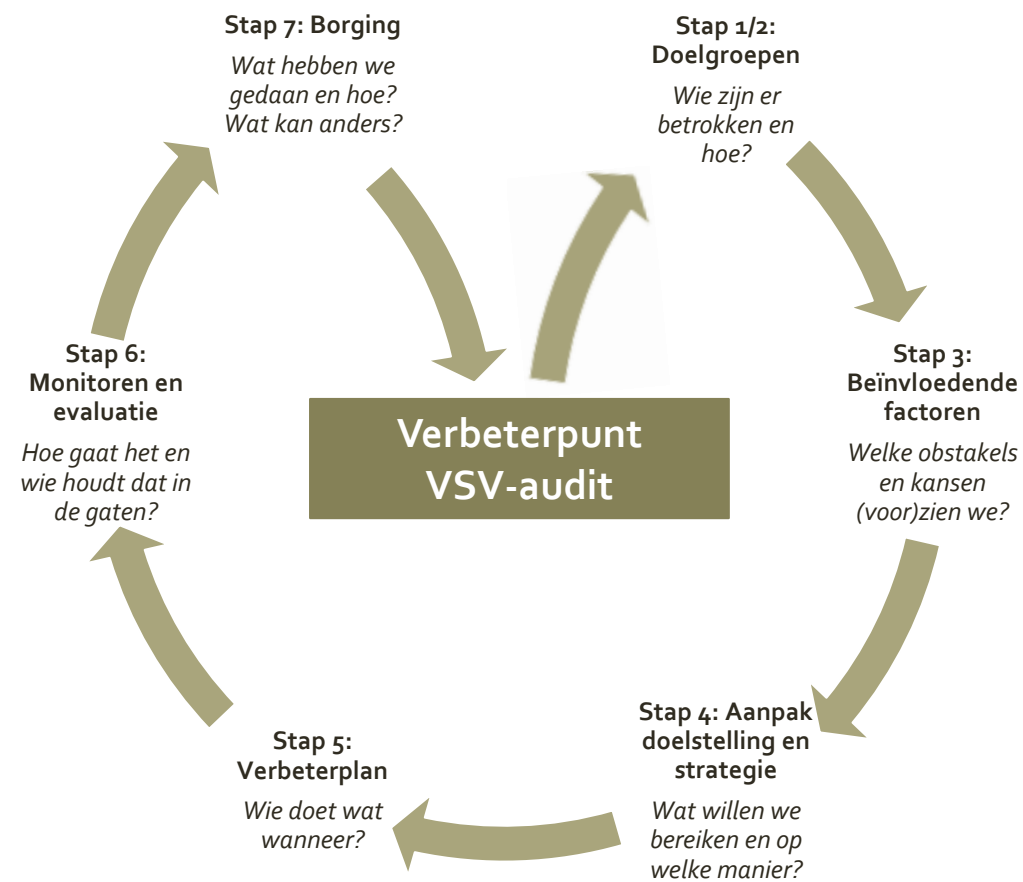 Stap 7: Borging
Wat hebben we
gedaan en hoe?
Wat kan anders?
Stap 1/2:
Doelgroepen
Wie zijn er
betrokken en
hoe?
Stap 3:
Beïnvloedende
factoren
Welke obstakels
en kansen
(voor)zien we?
Stap 4: Aanpak
doelstelling en
strategie
Wat willen we
bereiken en op
welke manier?
Stap 5:
Verbeterplan
Wie doet wat
wanneer?
Stap 6:
Monitoren en
evaluatie
Hoe gaat het en
wie houdt dat in
de gaten?
Verbeterpunt
VSV-audit